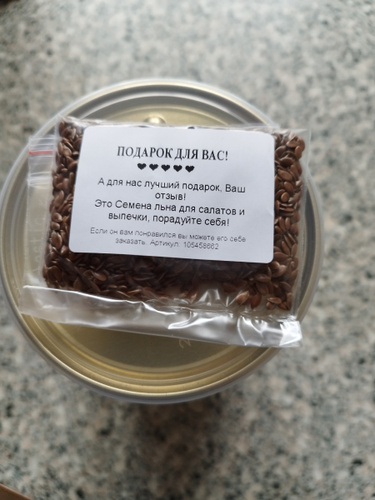 ПОДАРОК ДЛЯ ВАС!
А для нас лучший подарок, Ваш
отзыв!
Это Семена льна для салатов и
выпечки, порадуйте себя!
Если он вам понравился вы можете его себе
заказать. Артикул: 105458662